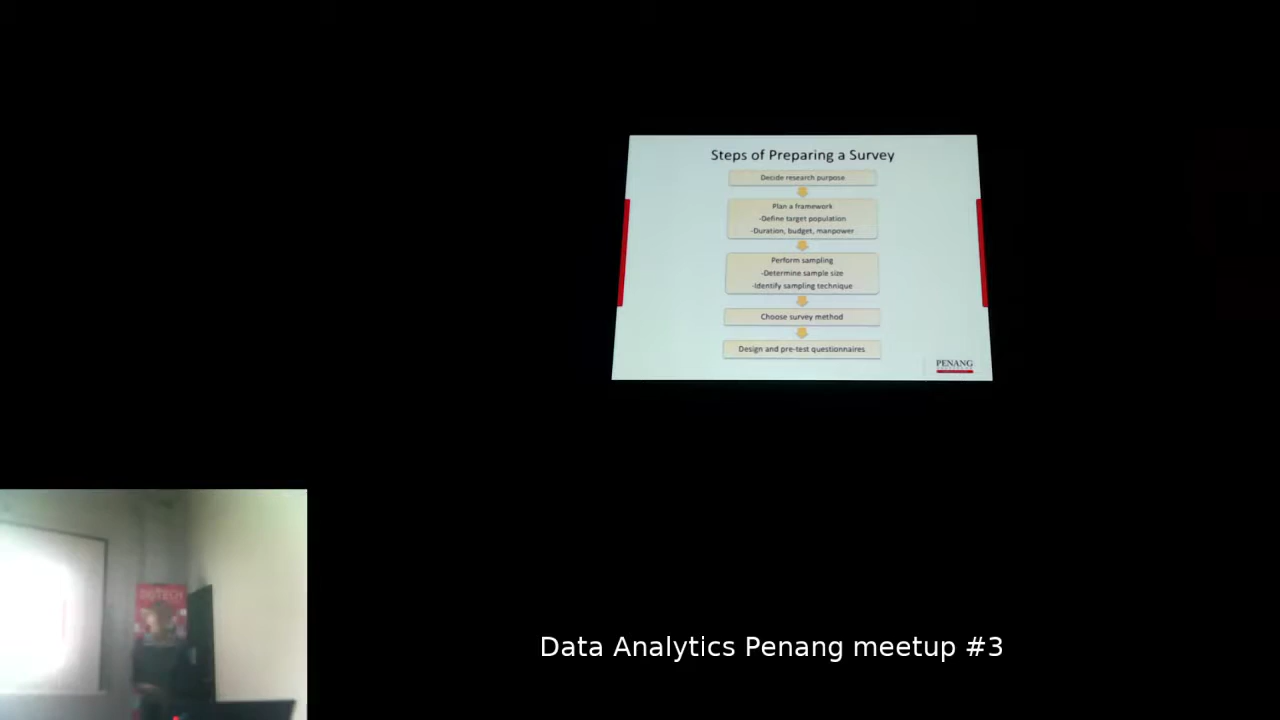 Steps of Preparing a Survey
Decide research purpose
Plan a framework
-Define target population
-Duration, budget, manpower
Perform sampling
-Determine sample size
-Identify sampling technique
Choose survey method
Design and pre-test questionnaires
PENANG
Data Analytics Penang meetup #3